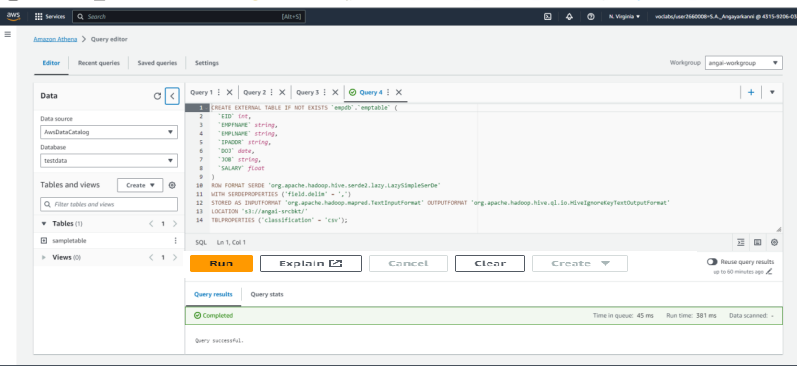 aws Services Search [Alt+S] N. Virginia ▼ voclabs/user2660008=S.A._Angayarkanni @ 4315-9206-03
Amazon Athena > Query editor
Editor Recent queries Saved queries Settings Workgroup angai-workgroup
Data
Data source
AwsDataCatalog
Database
testdata
Tables and views Create ▼
Filter tables and views
Tables (1) < 1 >
sampletable
Views (0) < 1 >
Query 1 Query 2 Query 3 Query 4
1 CREATE EXTERNAL TABLE IF NOT EXISTS `empdb`.`emptable` (
2 `EID` int,
3 `EMPFNAME` string,
4 `EMPLNAME` string,
5 `IPADDR` string,
6 `DOJ` date,
7 `JOB` string,
8 `SALARY` float
9 )
10 ROW FORMAT SERDE 'org.apache.hadoop.hive.serde2.lazy.LazySimpleSerDe'
11 WITH SERDEPROPERTIES ('field.delim' = ',')
12 STORED AS INPUTFORMAT 'org.apache.hadoop.mapred.TextInputFormat' OUTPUTFORMAT 'org.apache.hadoop.hive.ql.io.HiveIgnoreKeyTextOutputFormat'
13 LOCATION 's3://angai-srcbkt/'
14 TBLPROPERTIES ('classification' = 'csv');
SQL Ln 1, Col 1
Run Explain Cancel Clear Create ▼ Reuse query results
up to 60 minutes ago
Query results Query stats
Completed Time in queue: 45 ms Run time: 381 ms Data scanned: -
Query successful.